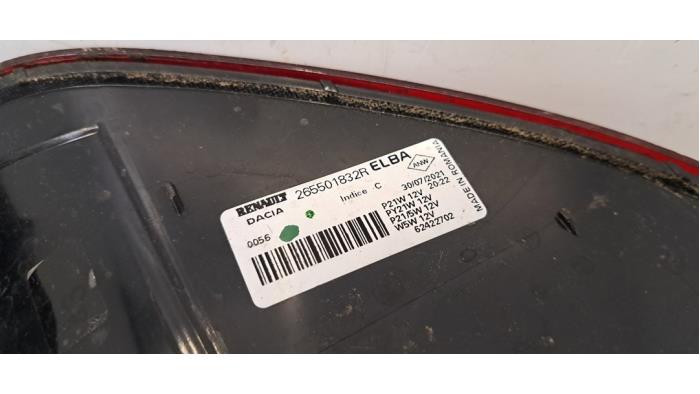 RENAULT 265501832R ELBA ANW
DACIA Indice C 30/07/2021
20:22
0056 P21W 12V
PY21W 12V
P21/5W 12V
W5W 12V
62422702
MADE IN ROMANIA